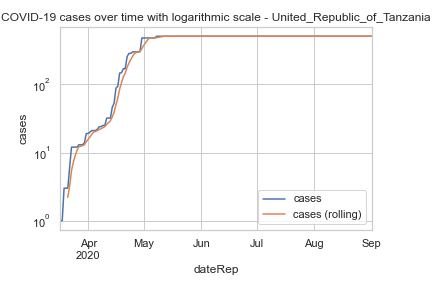 COVID-19 cases over time with logarithmic scale - United_Republic_of_Tanzania
cases
10²
10¹
10⁰
cases
cases (rolling)
Apr May Jun Jul Aug Sep
2020
dateRep